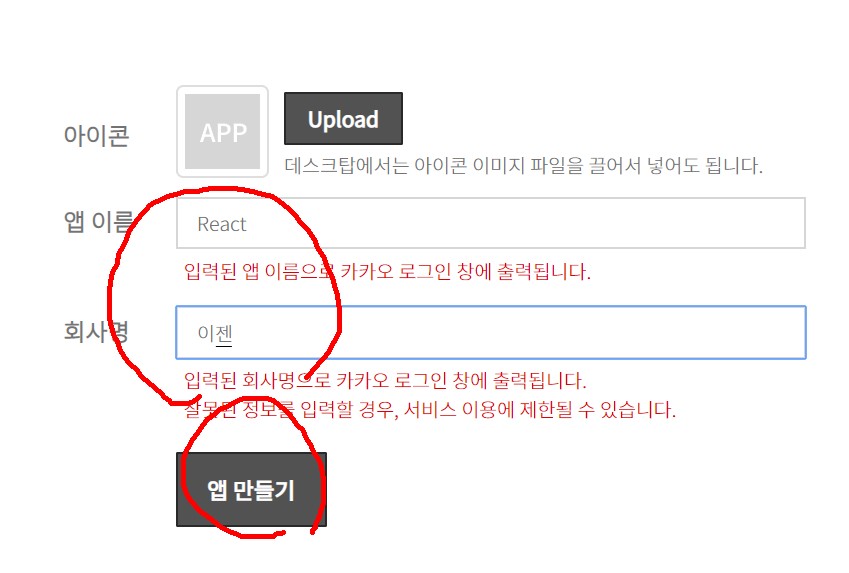 아이콘
APP
Upload
데스크탑에서는 아이콘 이미지 파일을 끌어서 넣어도 됩니다.
앱 이름
React
입력된 앱 이름으로 카카오 로그인 창에 출력됩니다.
회사명
이젠
입력된 회사명으로 카카오 로그인 창에 출력됩니다.
잘못된 정보를 입력할 경우, 서비스 이용에 제한될 수 있습니다.
앱 만들기